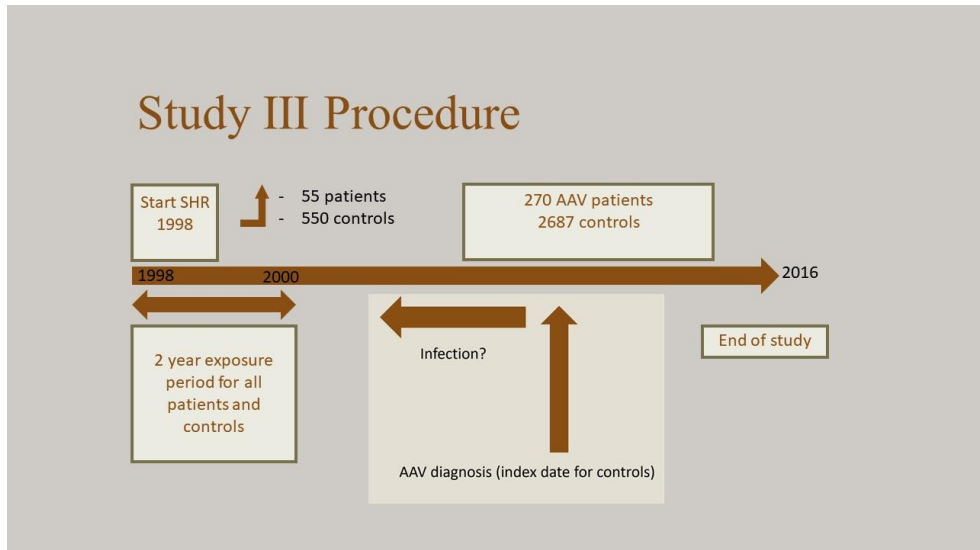 Study III Procedure
Start SHR
1998
- 55 patients
- 550 controls
270 AAV patients
2687 controls
1998
2000
2016
2 year exposure
period for all
patients and
controls
Infection?
End of study
AAV diagnosis (index date for controls)